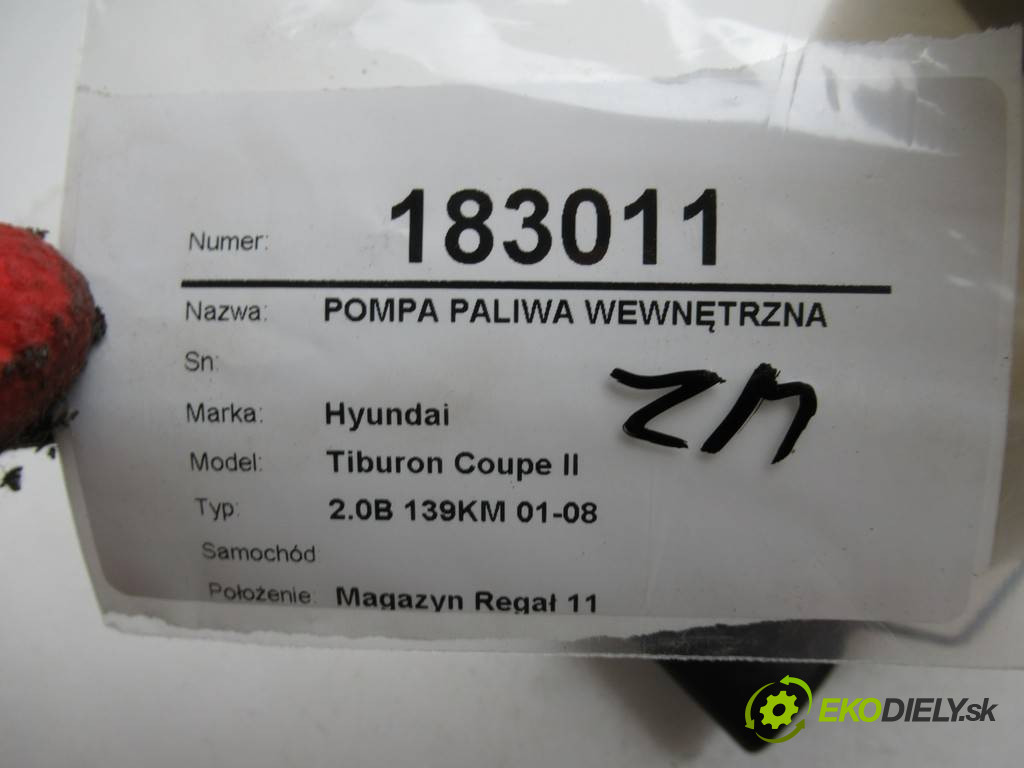 Numer: 183011
Nazwa: POMPA PALIWA WEWNĘTRZNA
Sn:
Marka: Hyundai
ZM
Model: Tiburon Coupe II
Typ: 2.0B 139KM 01-08
Samochód
Położenie: Magazyn Regał 11
EKODIELY.sk